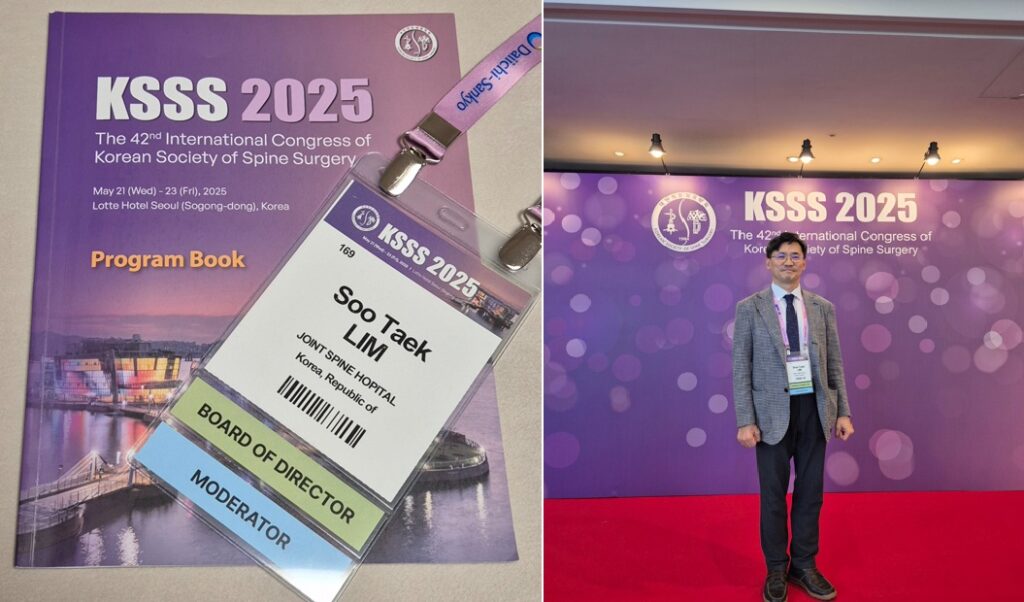 KSSS 2025
The 42nd International Congress of
Korean Society of Spine Surgery
May 21 (Wed) - 23 (Fri), 2025
Lotte Hotel Seoul (Sogong-dong), Korea
Program Book
Daiichi-Sankyo
KSSS 2025
169
Soo Taek
LIM
JOINT SPINE HOPITAL
Korea, Republic of
BOARD OF DIRECTOR
MODERATOR
KSSS 2025
The 42nd International Congress of
Korean Society of Spine Surgery